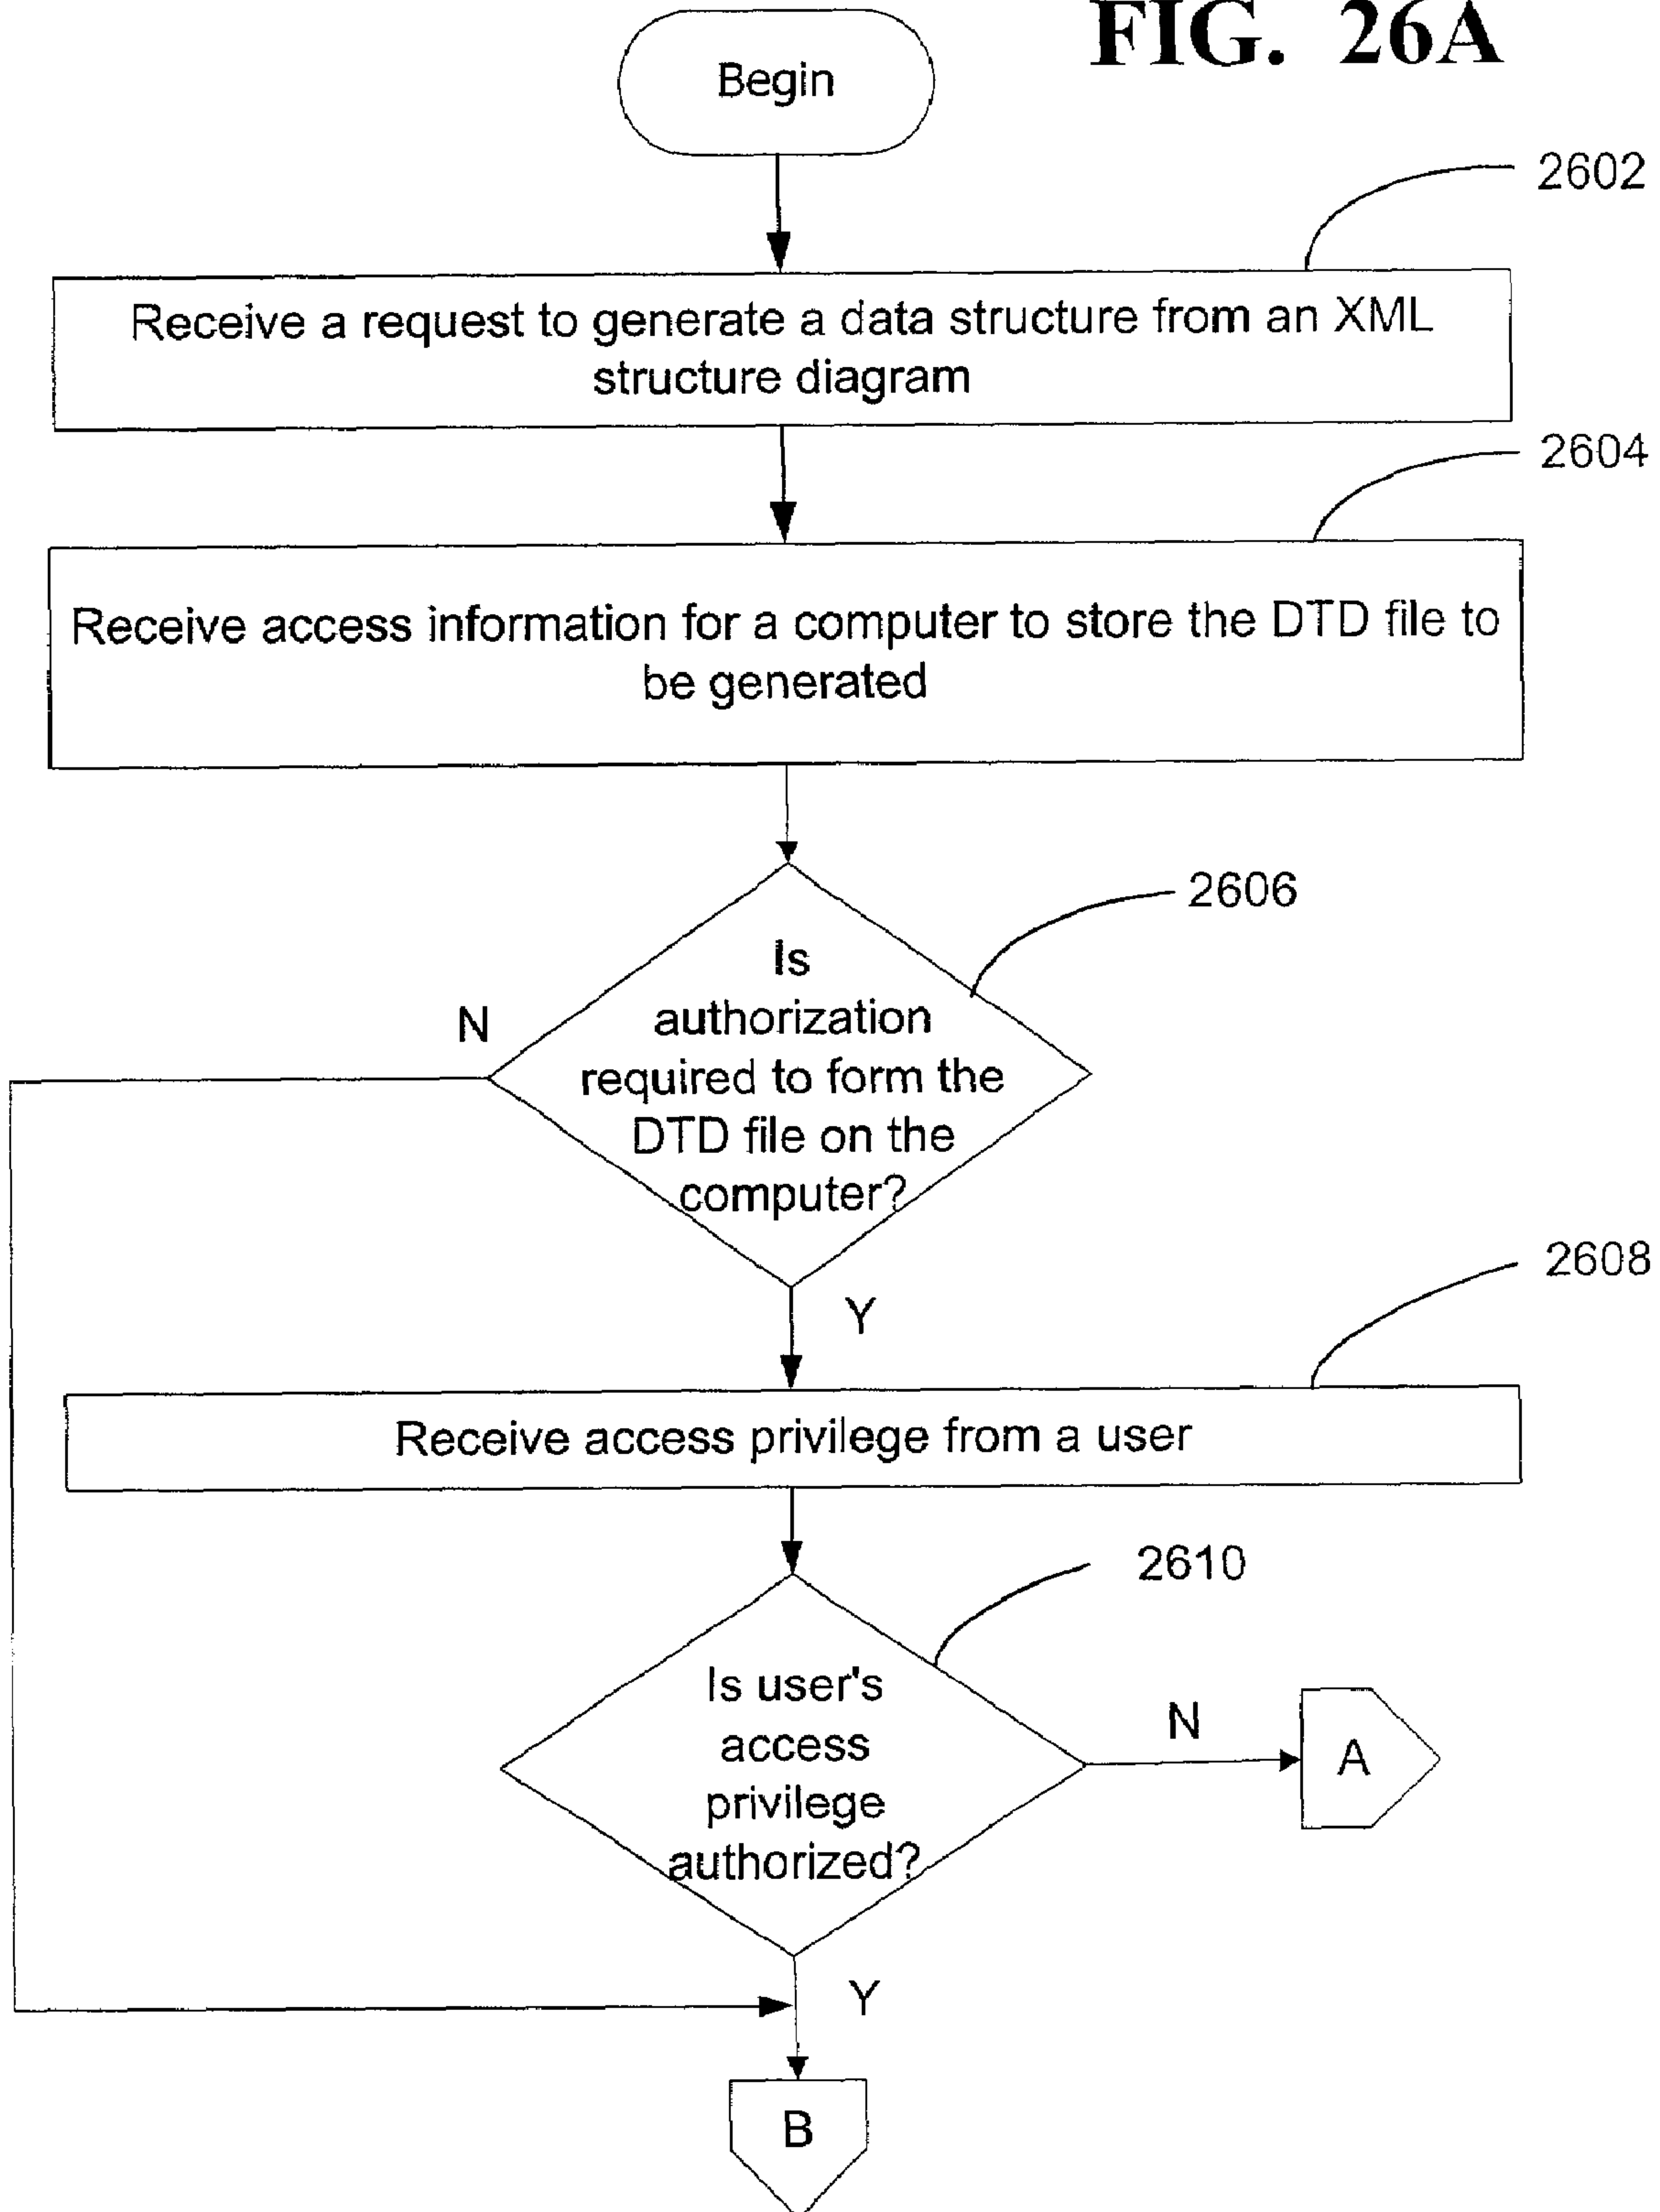 FIG. 26A
Begin
2602
Receive a request to generate a data structure from an XML
structure diagram
2604
Receive access information for a computer to store the DTD file to
be generated
2606
Is
authorization
required to form the
DTD file on the
computer?
N
Y
2608
Receive access privilege from a user
2610
Is user's
access
privilege
authorized?
N
A
Y
B